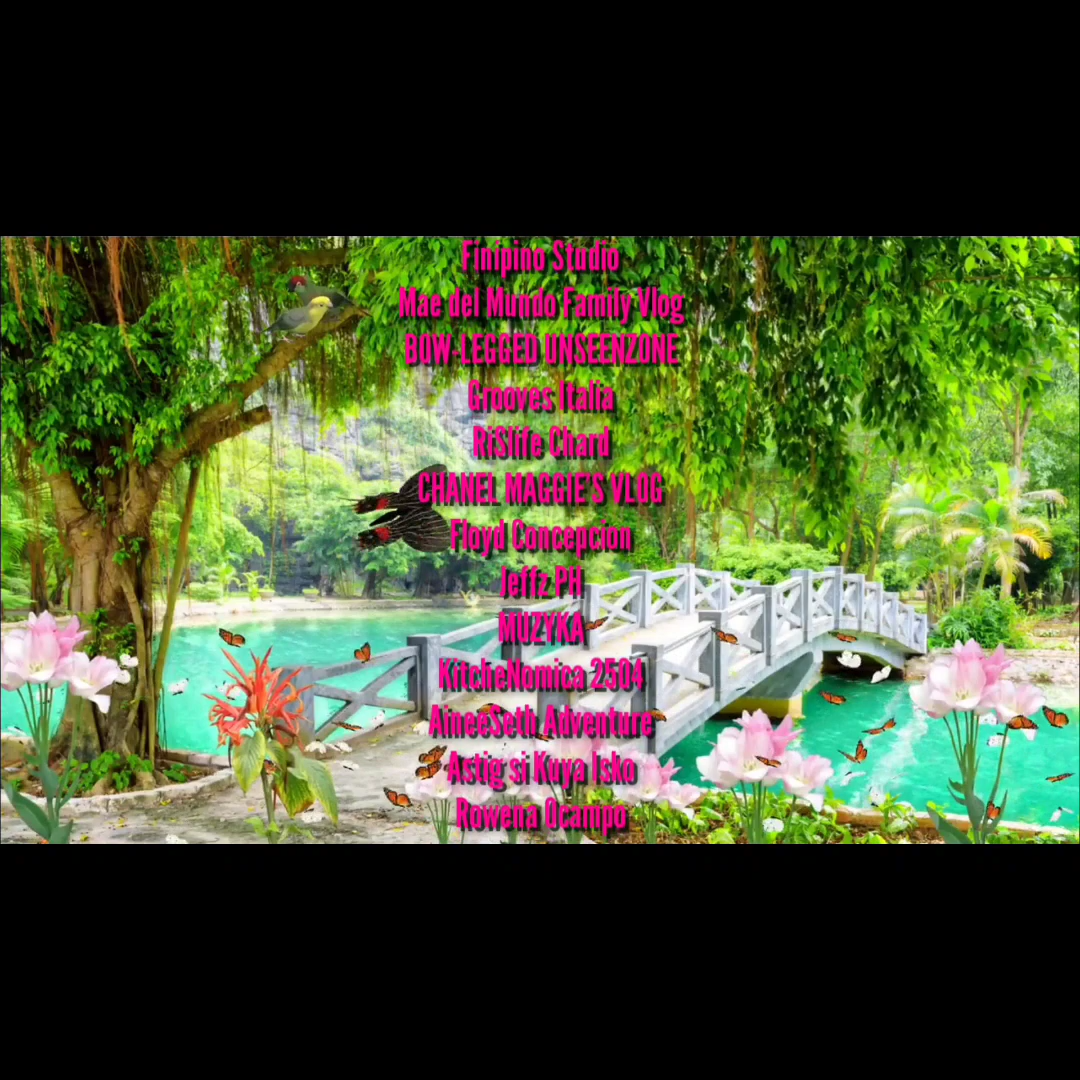 Finipino Studio
Mae del Mundo Family Vlog
BOW-LEGGED UNSEENZONE
Grooves Italia
RiSlife Chard
CHANEL MAGGIE'S VLOG
Floyd Concepcion
Jeffz PH
MUZYKA
KitcheNomica 2504
AineeSeth Adventure
Astig si Kuya Isko
Rowena Ocampo